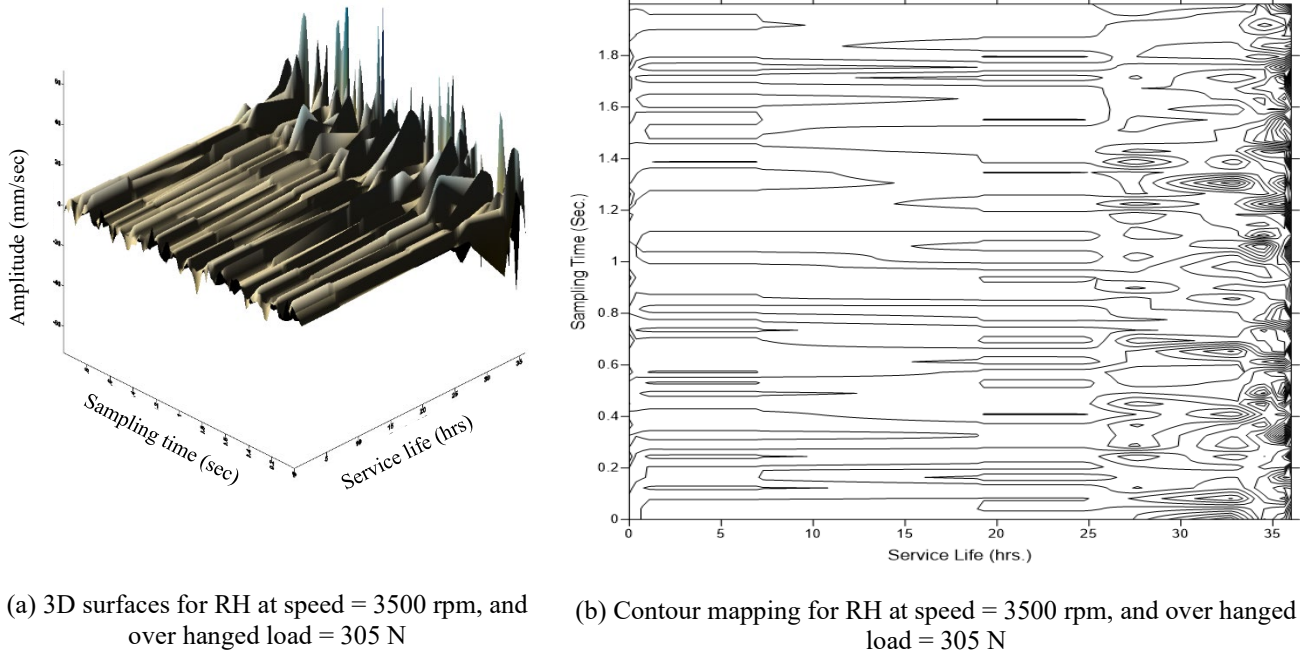 Amplitude (mm/sec)
Sampling time (sec)
Service life (hrs)
35
Sampling Time (Sec.)
1.8
1.6
1.4
1.2
1
0.8
0.6
0.4
0.2
0
0 5 10 15 20 25 30 35
Service Life (hrs.)
(a) 3D surfaces for RH at speed = 3500 rpm, and
over hanged load = 305 N
(b) Contour mapping for RH at speed = 3500 rpm, and over hanged
load = 305 N